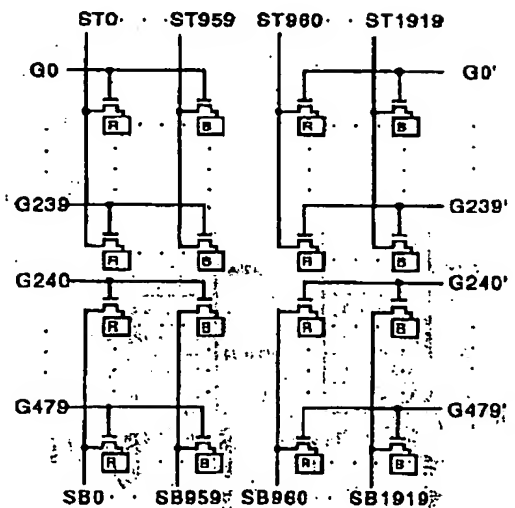 ST0 ST959 ST960 ST1919
G0 G0'
R B R B
G239 G239'
R B R B
G240 G240'
R B R B
G479 G479'
R B R B
SB0 SB959 SB960 SB1919